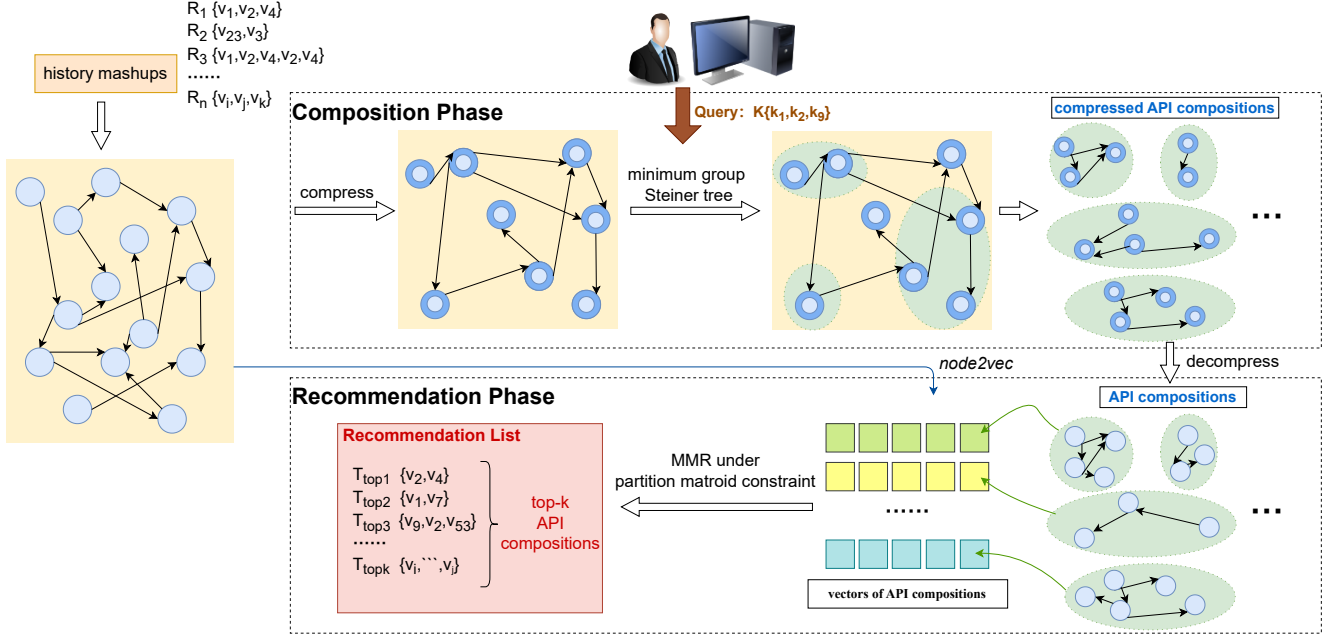 R1 {v1,v2,v4}
R2 {v23,v3}
R3 {v1,v2,v4,v2,v4}
......
Rn {vi,vj,vk}
history mashups
Composition Phase
Query: K{k1,k2,k9}
compressed API compositions
compress
minimum group
Steiner tree
...
decompress
node2vec
Recommendation Phase
API compositions
Recommendation List
Ttop1 {v2,v4}
Ttop2 {v1,v7}
Ttop3 {v9,v2,v53}
......
Ttopk {vi,```,vj}
top-k
API
compositions
MMR under
partition matroid constraint
......
vectors of API compositions
...